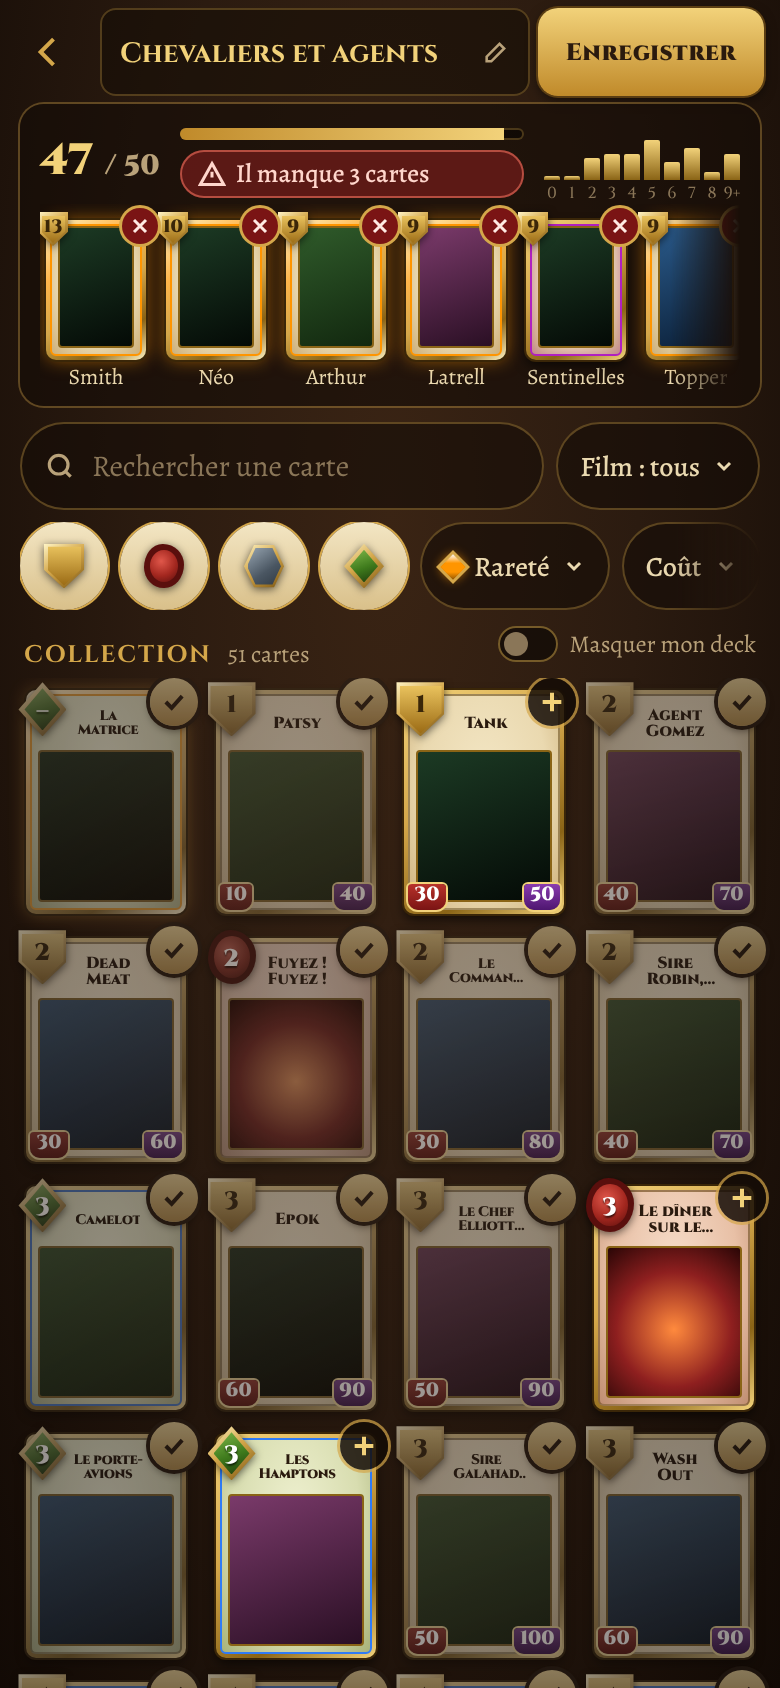 Chevaliers et agents
Enregistrer
47 / 50
Il manque 3 cartes
0 1 2 3 4 5 6 7 8 9+
13 10 9 9 9 9
Smith Néo Arthur Latrell Sentinelles Topper
Rechercher une carte
Film : tous
Rareté
Coût
COLLECTION 51 cartes
Masquer mon deck
–
La
Matrice
1
Patsy
10 40
1
Tank
30 50
2
Agent
Gomez
40 70
2
Dead
Meat
30 60
2
Fuyez !
Fuyez !
2
Le
Comman...
30 80
2
Sire
Robin,...
40 70
3
Camelot
3
Epok
60 90
3
Le Chef
Elliott...
50 90
3
Le dîner
sur le...
3
Le porte-
avions
3
Les
Hamptons
3
Sire
Galahad..
50 100
3
Wash
Out
60 90